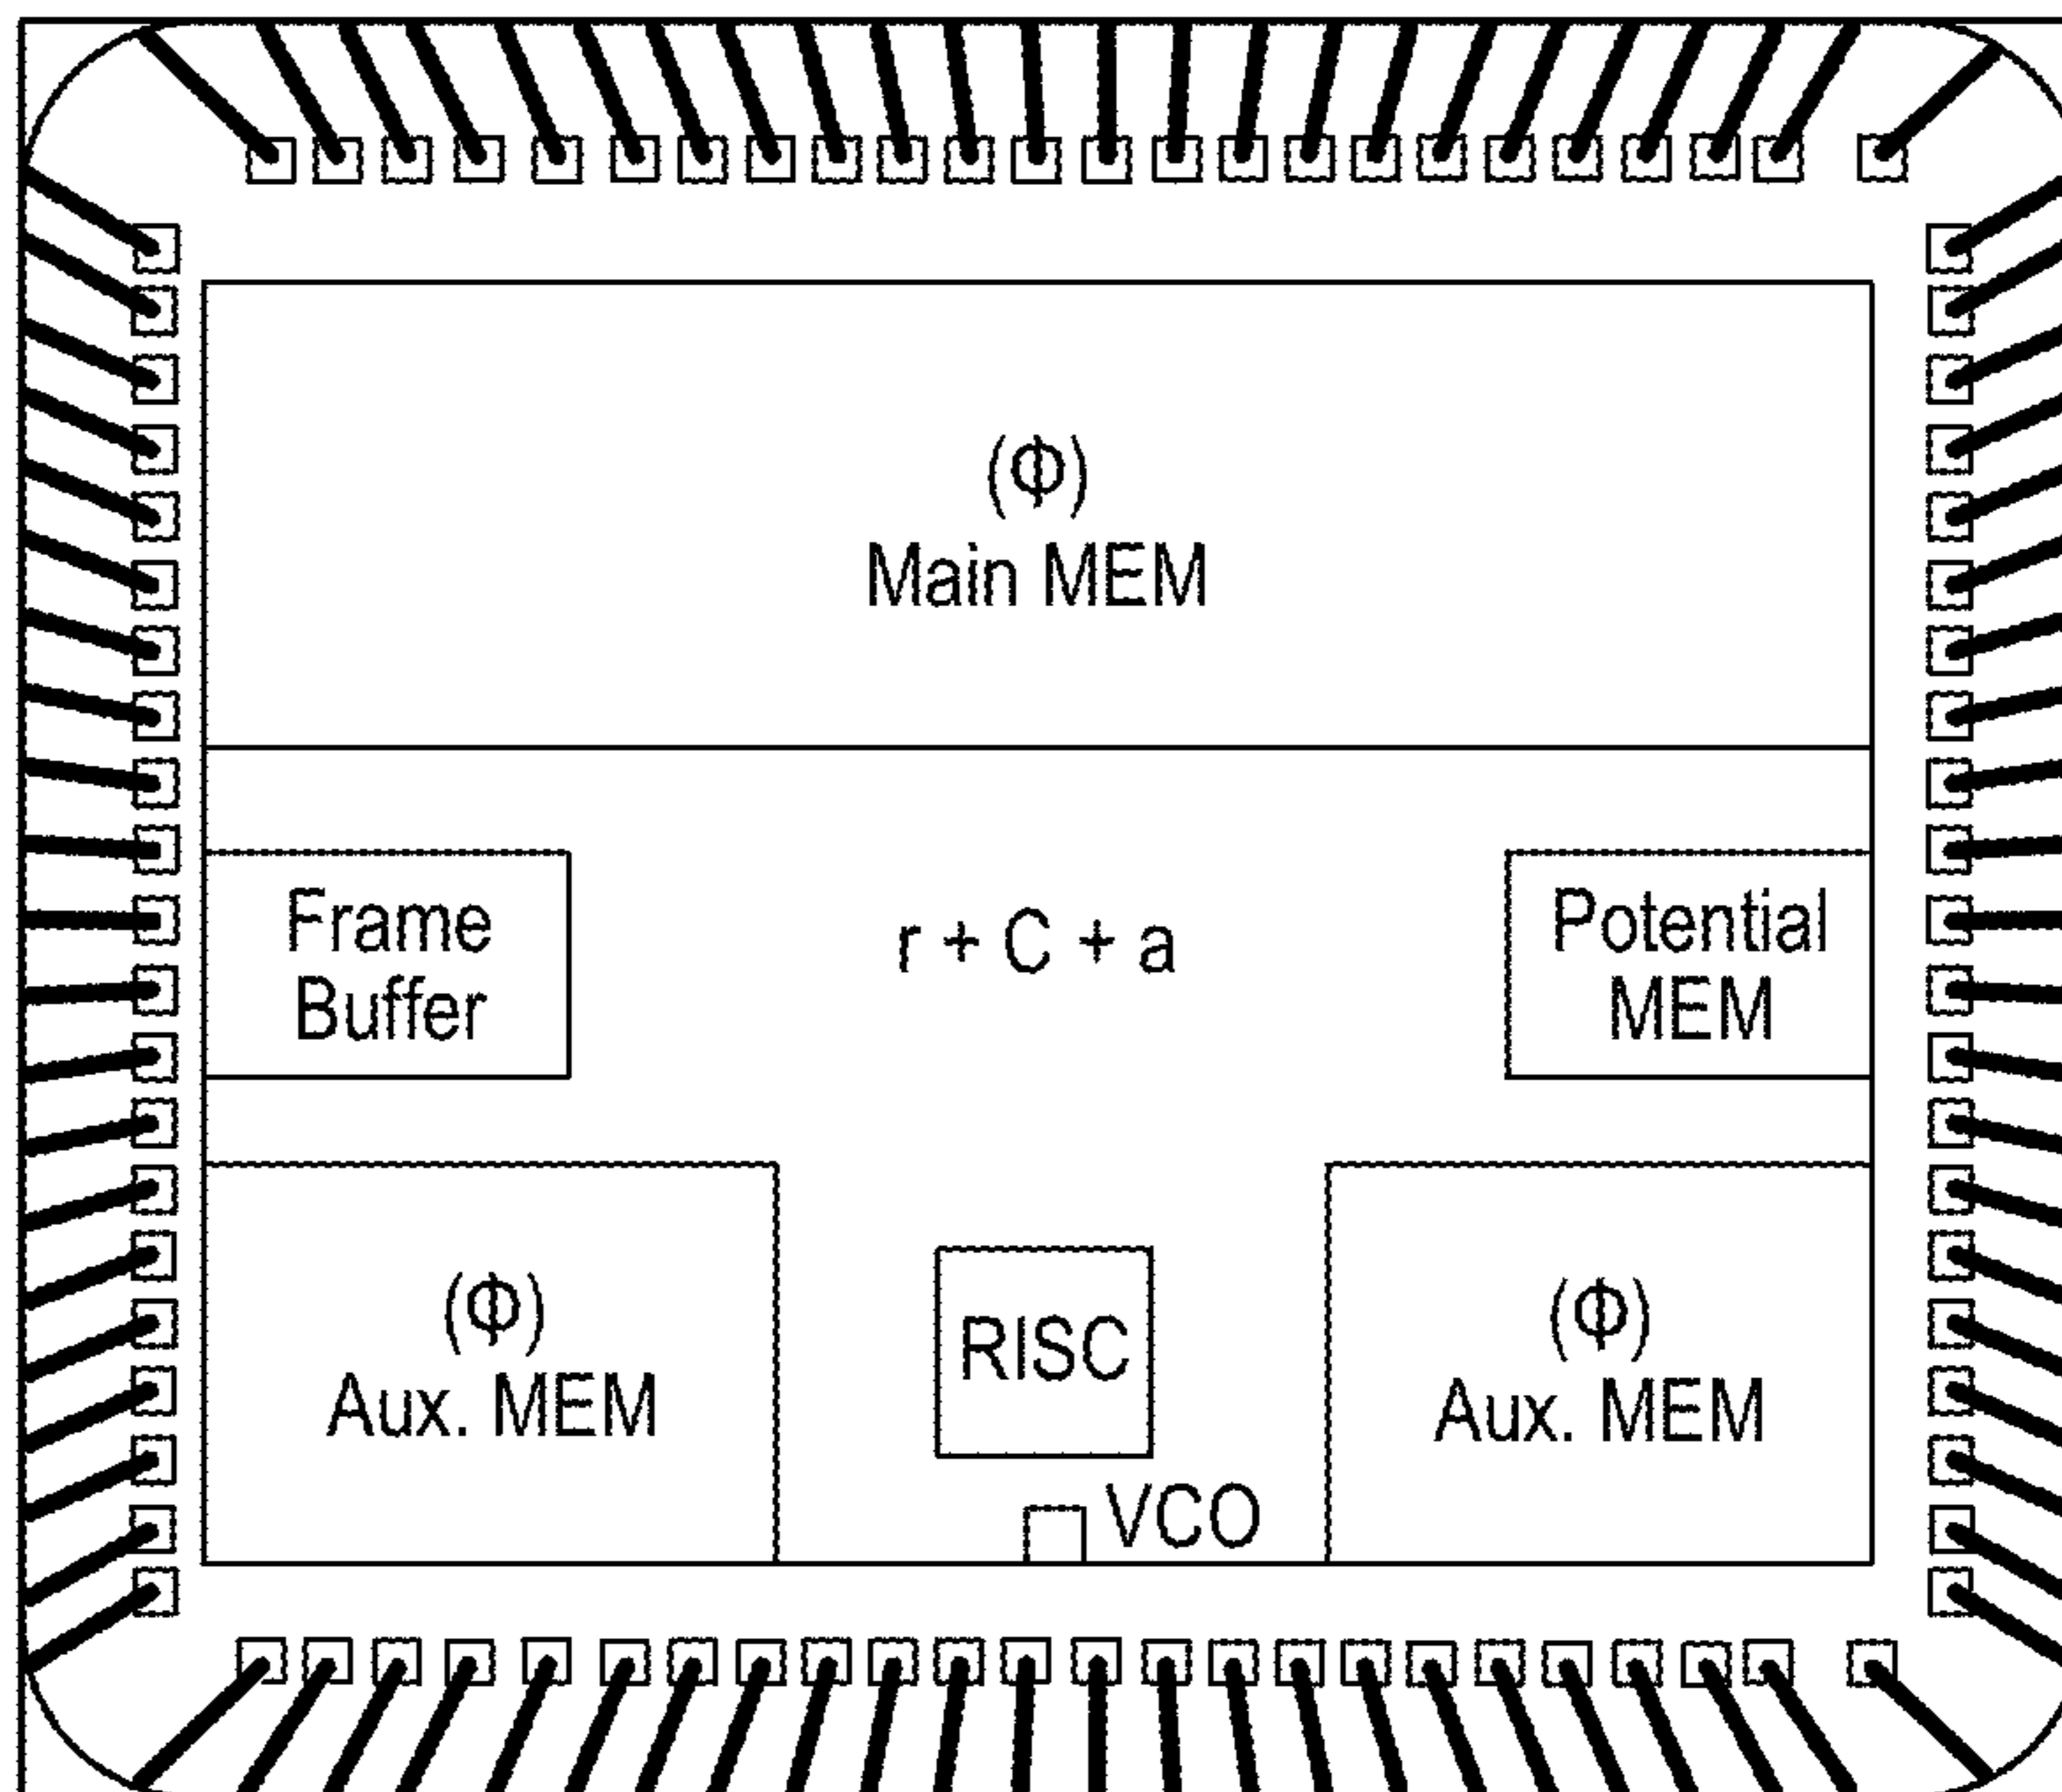 (Φ)
Main MEM
Frame
Buffer
r + C + a
Potential
MEM
(Φ)
Aux. MEM
RISC
VCO
(Φ)
Aux. MEM